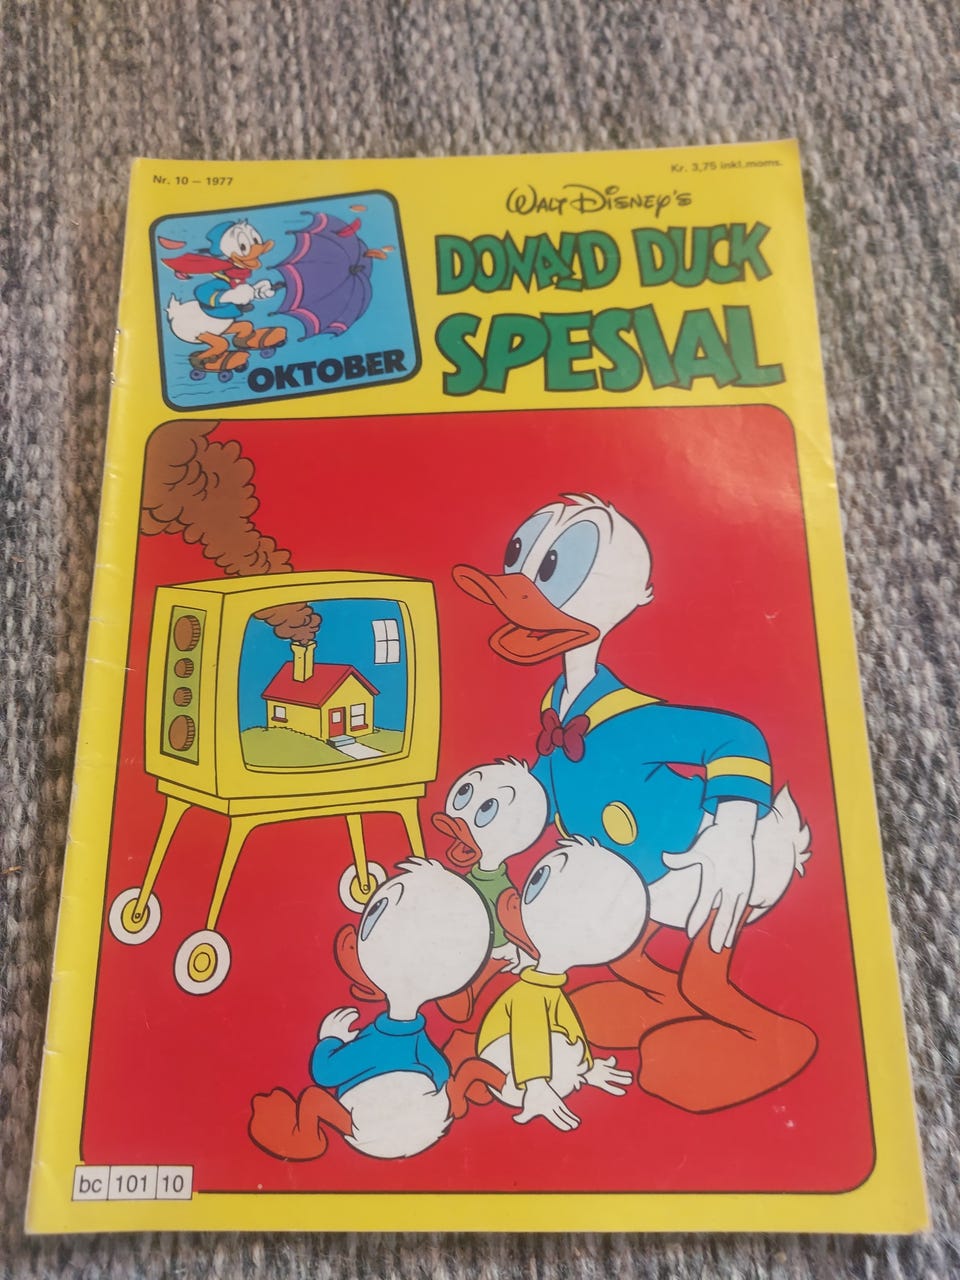 Nr. 10 – 1977
Kr. 3,75 inkl.moms.
WALT DISNEY'S
DONALD DUCK
SPESIAL
OKTOBER
bc 101 10